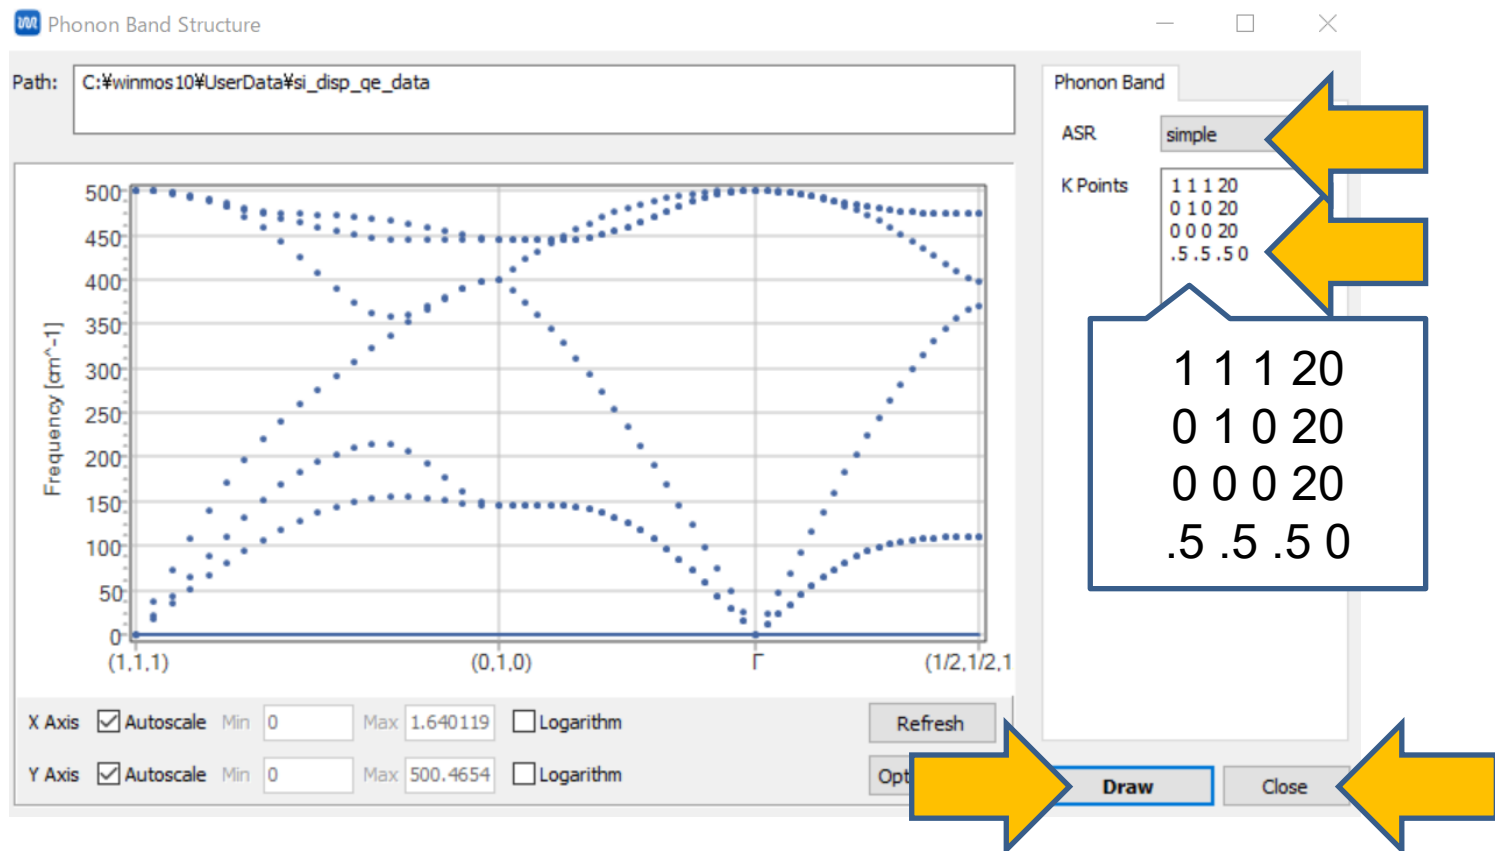 Phonon Band Structure
Path: C:¥winmos10¥UserData¥si_disp_qe_data
Phonon Band
ASR simple
K Points
1 1 1 20
0 1 0 20
0 0 0 20
.5 .5 .5 0
1 1 1 20
0 1 0 20
0 0 0 20
.5 .5 .5 0
Frequency [cm^-1]
500
450
400
350
300
250
200
150
100
50
0
(1,1,1) (0,1,0) Γ (1/2,1/2,1
X Axis Autoscale Min 0 Max 1.640119 Logarithm Refresh
Y Axis Autoscale Min 0 Max 500.4654 Logarithm Opt
Draw Close